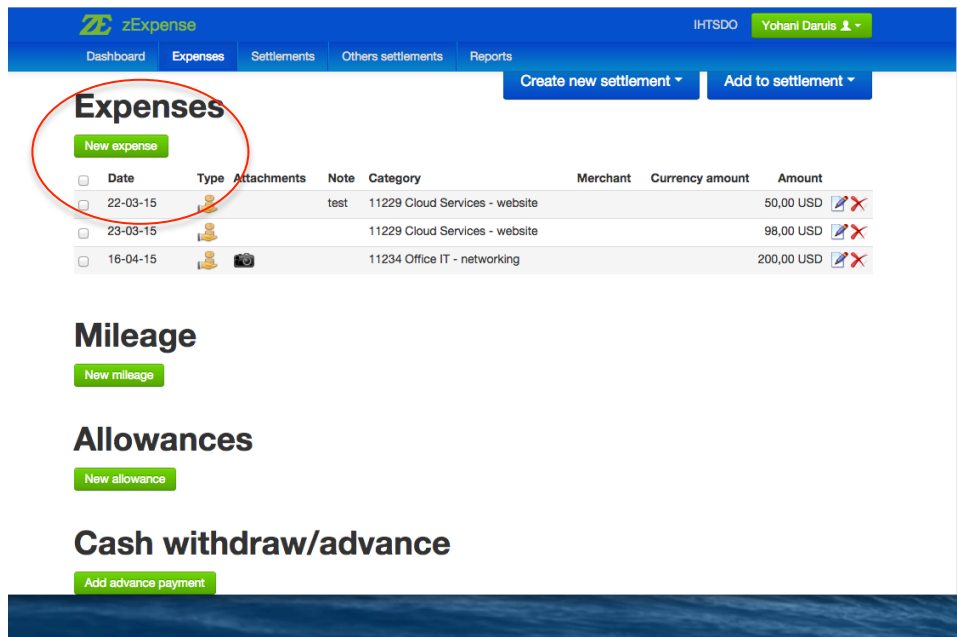 ZE zExpense IHTSDO Yohani Daruis
Dashboard Expenses Settlements Others settlements Reports
Create new settlement Add to settlement
Expenses
New expense
Date Type Attachments Note Category Merchant Currency amount Amount
22-03-15 test 11229 Cloud Services - website 50,00 USD
23-03-15 11229 Cloud Services - website 98,00 USD
16-04-15 11234 Office IT - networking 200,00 USD
Mileage
New mileage
Allowances
New allowance
Cash withdraw/advance
Add advance payment